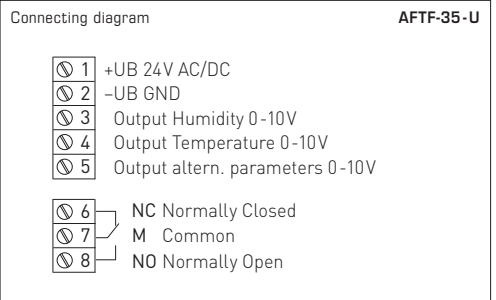 Connecting diagram AFTF-35-U
1 +UB 24V AC/DC
2 –UB GND
3 Output Humidity 0-10V
4 Output Temperature 0-10V
5 Output altern. parameters 0-10V
6 NC Normally Closed
7 M Common
8 NO Normally Open